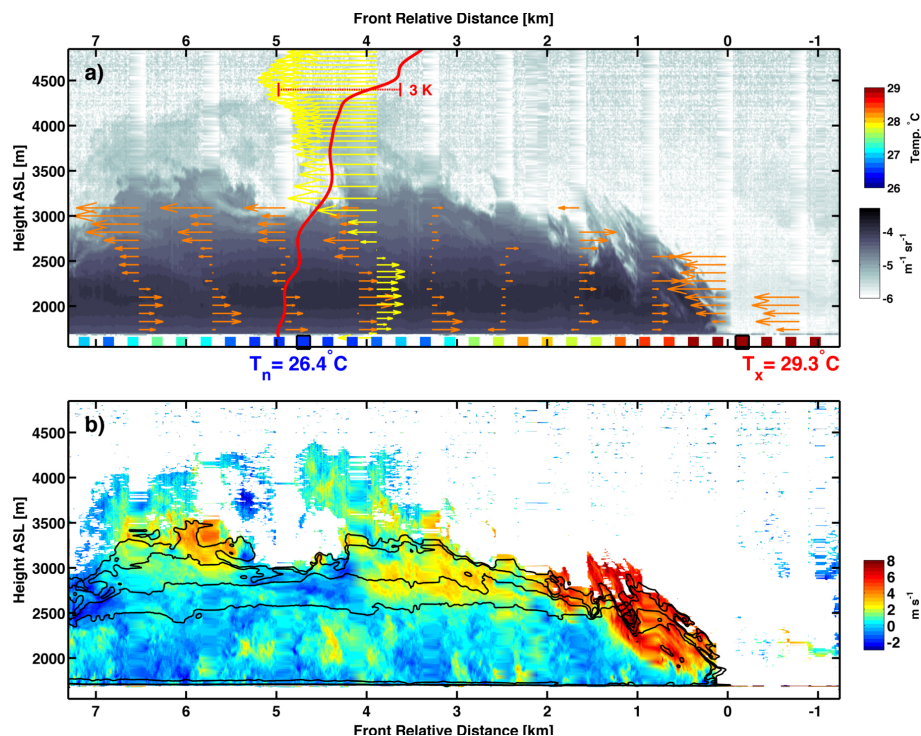 Front Relative Distance [km]
7 6 5 4 3 2 1 0 -1
a)
3 K
Height ASL [m]
4500
4000
3500
3000
2500
2000
29
28
27
26
Temp. °C
-4
-5
-6
m⁻¹ sr⁻¹
Tₙ= 26.4°C
Tₓ= 29.3°C
b)
Height ASL [m]
4500
4000
3500
3000
2500
2000
8
6
4
2
0
-2
m s⁻¹
7 6 5 4 3 2 1 0 -1
Front Relative Distance [km]